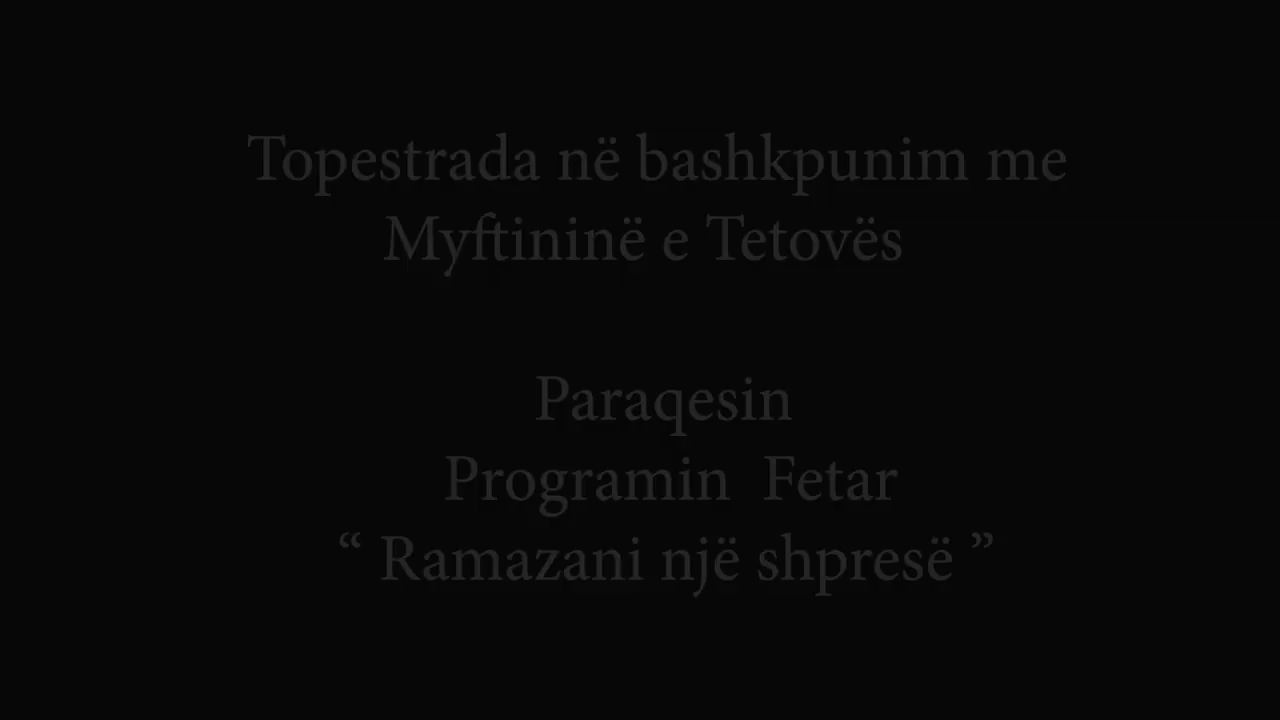 Topestrada në bashkpunim me
Myftininë e Tetovës
Paraqesin
Programin  Fetar
“ Ramazani një shpresë ”